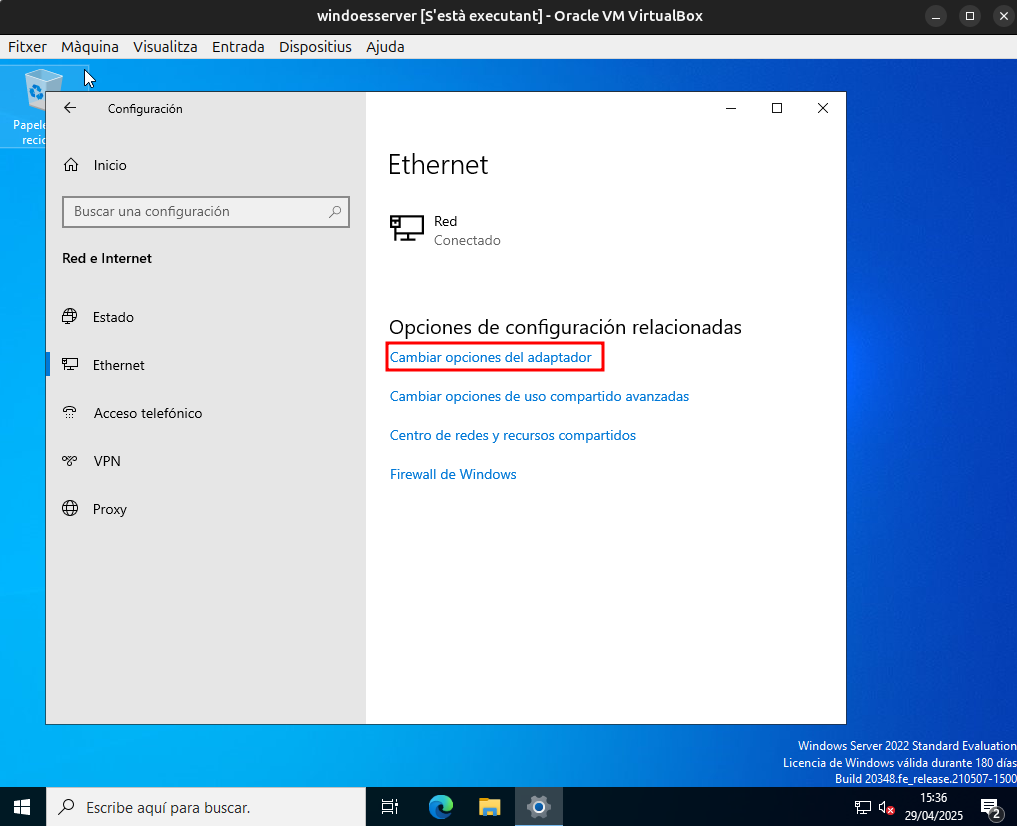 windoesserver [S'està executant] - Oracle VM VirtualBox
Fitxer Màquina Visualitza Entrada Dispositius Ajuda
Configuración
Inicio
Buscar una configuración
Red e Internet
Estado
Ethernet
Acceso telefónico
VPN
Proxy
Ethernet
Red
Conectado
Opciones de configuración relacionadas
Cambiar opciones del adaptador
Cambiar opciones de uso compartido avanzadas
Centro de redes y recursos compartidos
Firewall de Windows
Windows Server 2022 Standard Evaluation
Licencia de Windows válida durante 180 días
Build 20348.fe_release.210507-1500
Escribe aquí para buscar.
15:36
29/04/2025
2